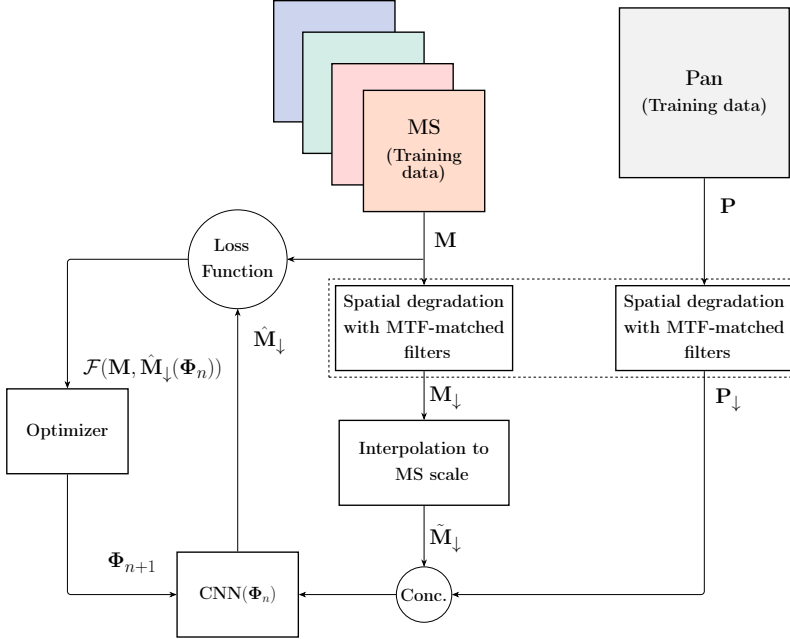 Pan
(Training data)
MS
(Training
data)
P
M
Loss
Function
Spatial degradation
with MTF-matched
filters
Spatial degradation
with MTF-matched
filters
M̂↓
ℱ(M, M̂↓(Φₙ))
M↓
P↓
Optimizer
Interpolation to
MS scale
M̃↓
Φₙ₊₁
CNN(Φₙ)
Conc.